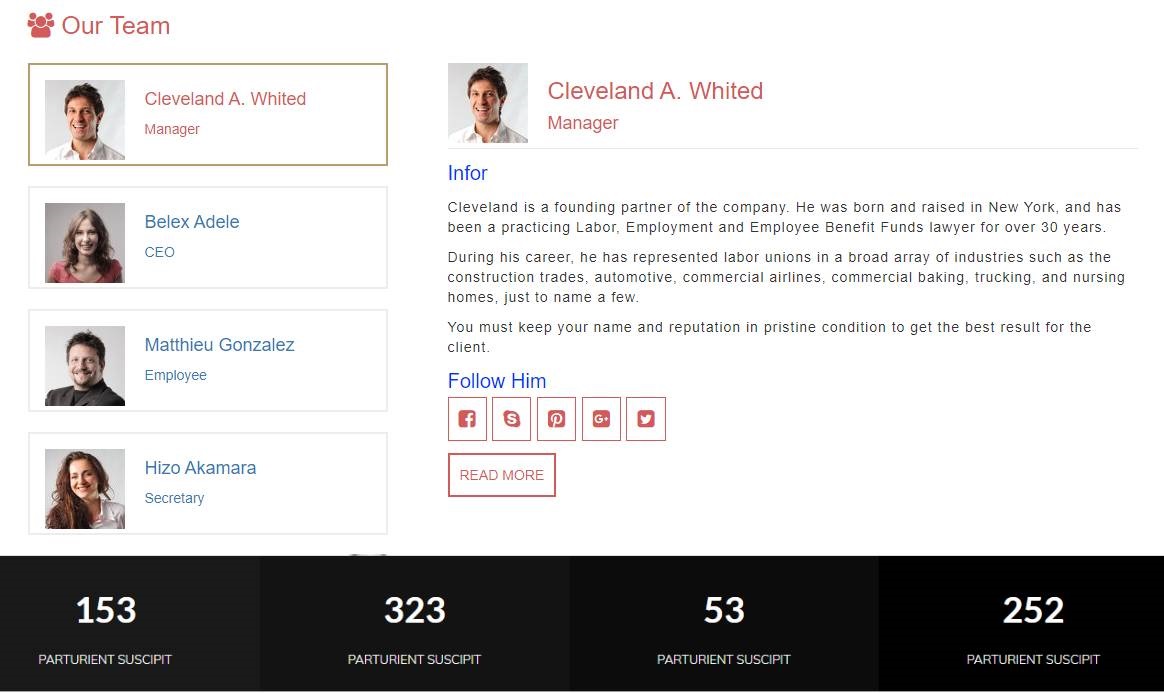 Our Team
Cleveland A. Whited
Manager
Belex Adele
CEO
Matthieu Gonzalez
Employee
Hizo Akamara
Secretary
Cleveland A. Whited
Manager
Infor
Cleveland is a founding partner of the company. He was born and raised in New York, and has
been a practicing Labor, Employment and Employee Benefit Funds lawyer for over 30 years.
During his career, he has represented labor unions in a broad array of industries such as the
construction trades, automotive, commercial airlines, commercial baking, trucking, and nursing
homes, just to name a few.
You must keep your name and reputation in pristine condition to get the best result for the
client.
Follow Him
READ MORE
153
PARTURIENT SUSCIPIT
323
PARTURIENT SUSCIPIT
53
PARTURIENT SUSCIPIT
252
PARTURIENT SUSCIPIT